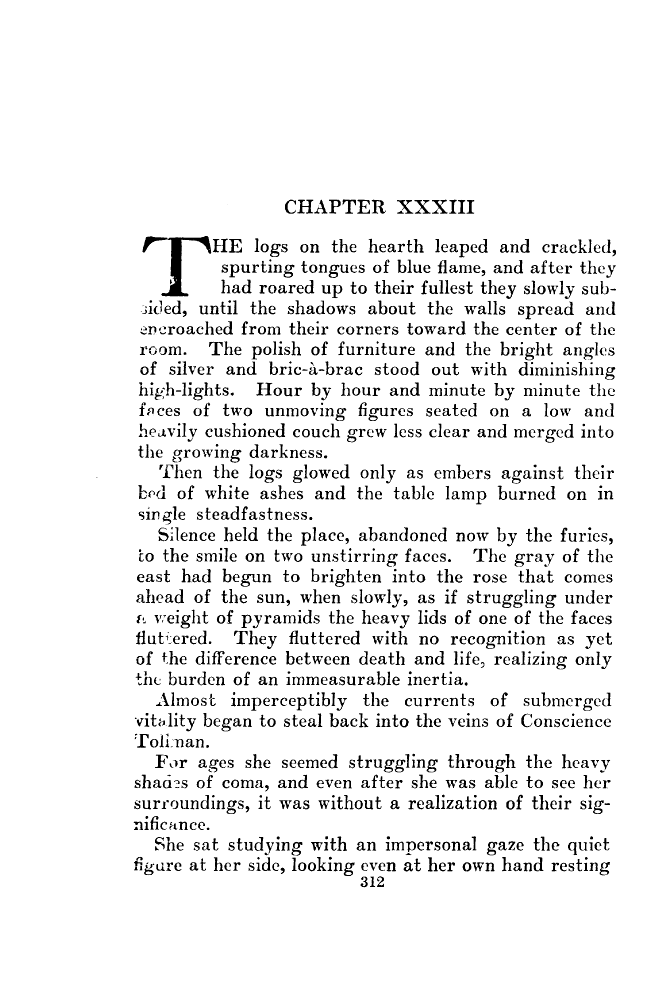 CHAPTER XXXIII
THE logs on the hearth leaped and crackled,
spurting tongues of blue flame, and after they
had roared up to their fullest they slowly sub-
sided, until the shadows about the walls spread and
encroached from their corners toward the center of the
room. The polish of furniture and the bright angles
of silver and bric-à-brac stood out with diminishing
high-lights. Hour by hour and minute by minute the
faces of two unmoving figures seated on a low and
heavily cushioned couch grew less clear and merged into
the growing darkness.
Then the logs glowed only as embers against their
bed of white ashes and the table lamp burned on in
single steadfastness.
Silence held the place, abandoned now by the furies,
to the smile on two unstirring faces. The gray of the
east had begun to brighten into the rose that comes
ahead of the sun, when slowly, as if struggling under
a weight of pyramids the heavy lids of one of the faces
fluttered. They fluttered with no recognition as yet
of the difference between death and life, realizing only
the burden of an immeasurable inertia.
Almost imperceptibly the currents of submerged
vitality began to steal back into the veins of Conscience
Tollman.
For ages she seemed struggling through the heavy
shades of coma, and even after she was able to see her
surroundings, it was without a realization of their sig-
nificance.
She sat studying with an impersonal gaze the quiet
figure at her side, looking even at her own hand resting
312